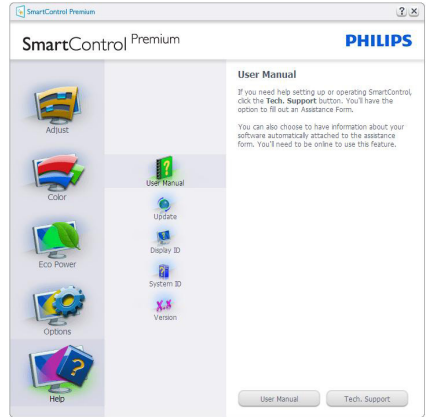 SmartControl Premium
? x
SmartControl Premium
PHILIPS
Adjust
Color
Eco Power
Options
Help
User Manual
Update
Display ID
System ID
X.X
Version
User Manual
If you need help setting up or operating SmartControl,
click the Tech. Support button. You'll have the
option to fill out an Assistance Form.
You can also choose to have information about your
software automatically attached to the assistance
form. You'll need to be online to use this feature.
User Manual
Tech. Support